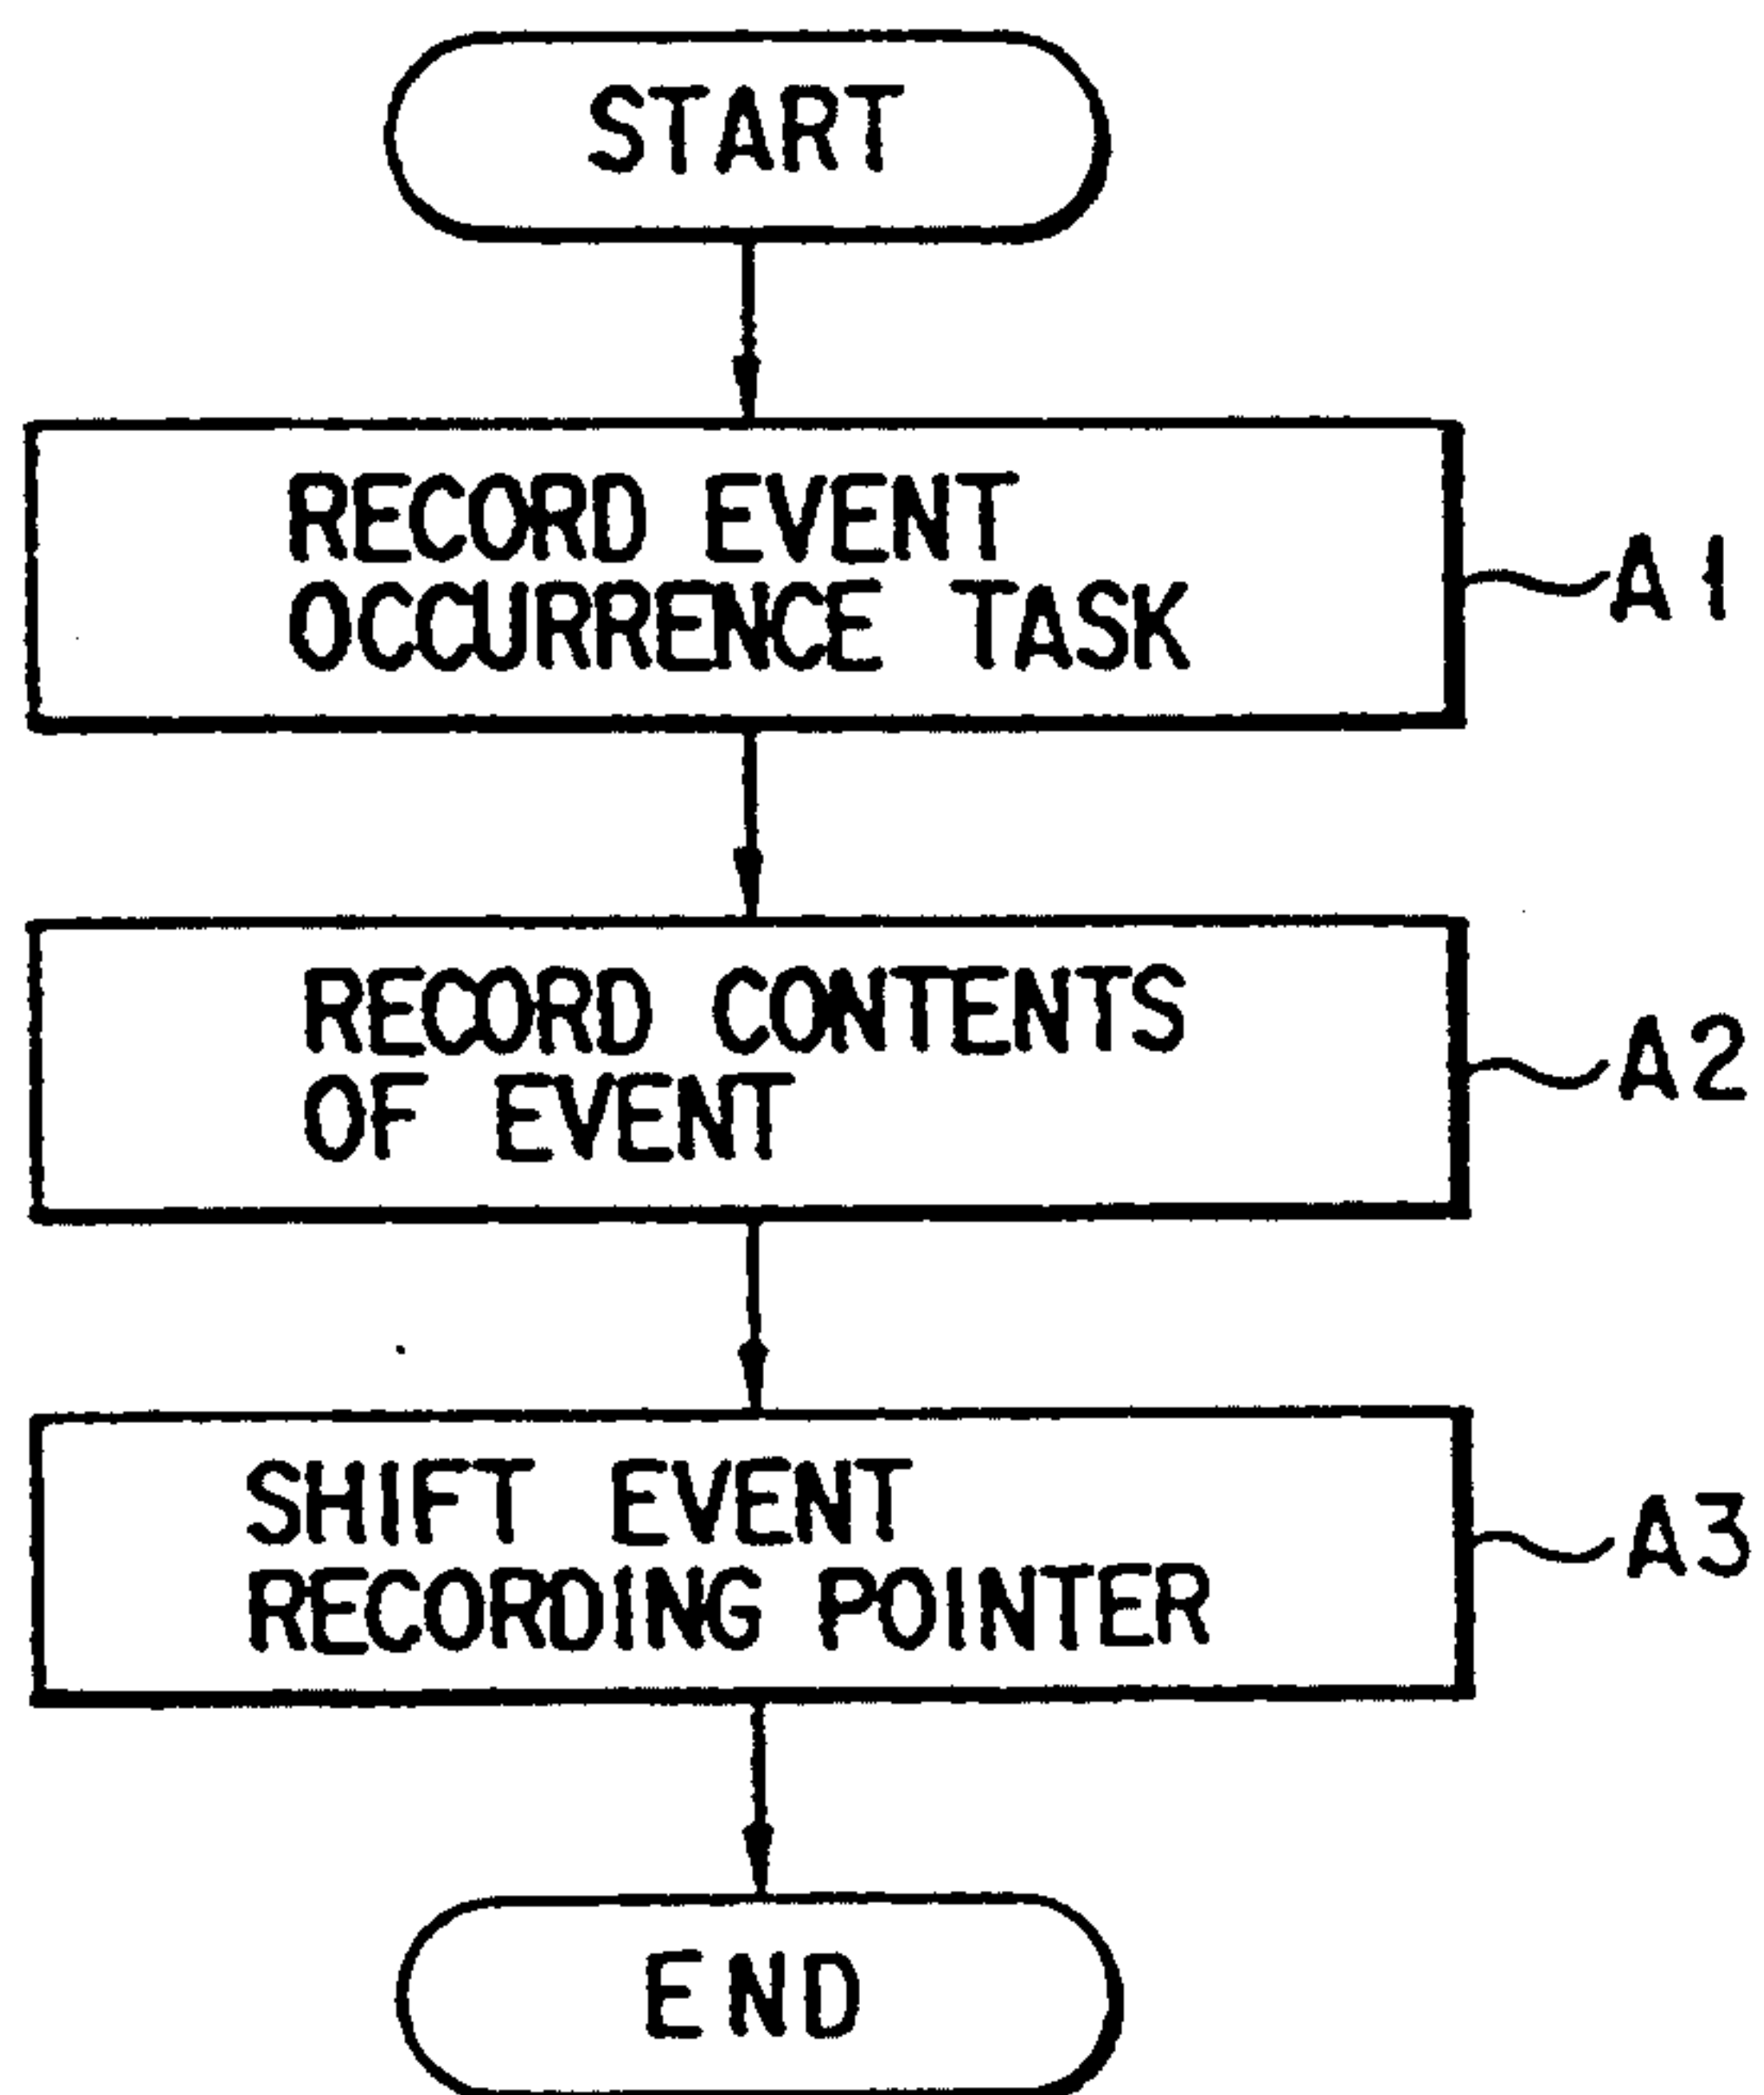 START
RECORD EVENT
OCCURRENCE TASK
A1
RECORD CONTENTS
OF EVENT
A2
SHIFT EVENT
RECORDING POINTER
A3
END